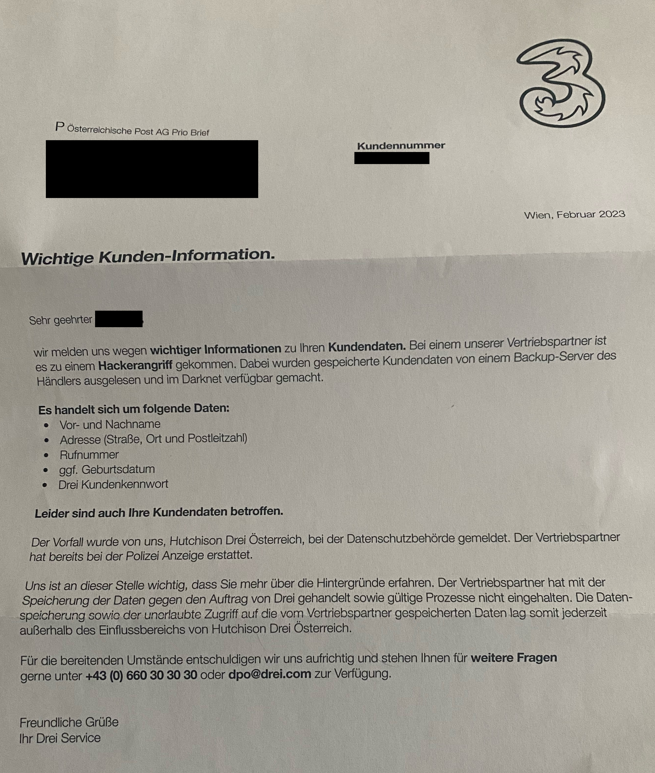 3
P Österreichische Post AG Prio Brief
Kundennummer
Wien, Februar 2023
Wichtige Kunden-Information.
Sehr geehrter
wir melden uns wegen wichtiger Informationen zu Ihren Kundendaten. Bei einem unserer Vertriebspartner ist
es zu einem Hackerangriff gekommen. Dabei wurden gespeicherte Kundendaten von einem Backup-Server des
Händlers ausgelesen und im Darknet verfügbar gemacht.
Es handelt sich um folgende Daten:
• Vor- und Nachname
• Adresse (Straße, Ort und Postleitzahl)
• Rufnummer
• ggf. Geburtsdatum
• Drei Kundenkennwort
Leider sind auch Ihre Kundendaten betroffen.
Der Vorfall wurde von uns, Hutchison Drei Österreich, bei der Datenschutzbehörde gemeldet. Der Vertriebspartner
hat bereits bei der Polizei Anzeige erstattet.
Uns ist an dieser Stelle wichtig, dass Sie mehr über die Hintergründe erfahren. Der Vertriebspartner hat mit der
Speicherung der Daten gegen den Auftrag von Drei gehandelt sowie gültige Prozesse nicht eingehalten. Die Daten-
speicherung sowie der unerlaubte Zugriff auf die vom Vertriebspartner gespeicherten Daten lag somit jederzeit
außerhalb des Einflussbereichs von Hutchison Drei Österreich.
Für die bereitenden Umstände entschuldigen wir uns aufrichtig und stehen Ihnen für weitere Fragen
gerne unter +43 (0) 660 30 30 30 oder dpo@drei.com zur Verfügung.
Freundliche Grüße
Ihr Drei Service